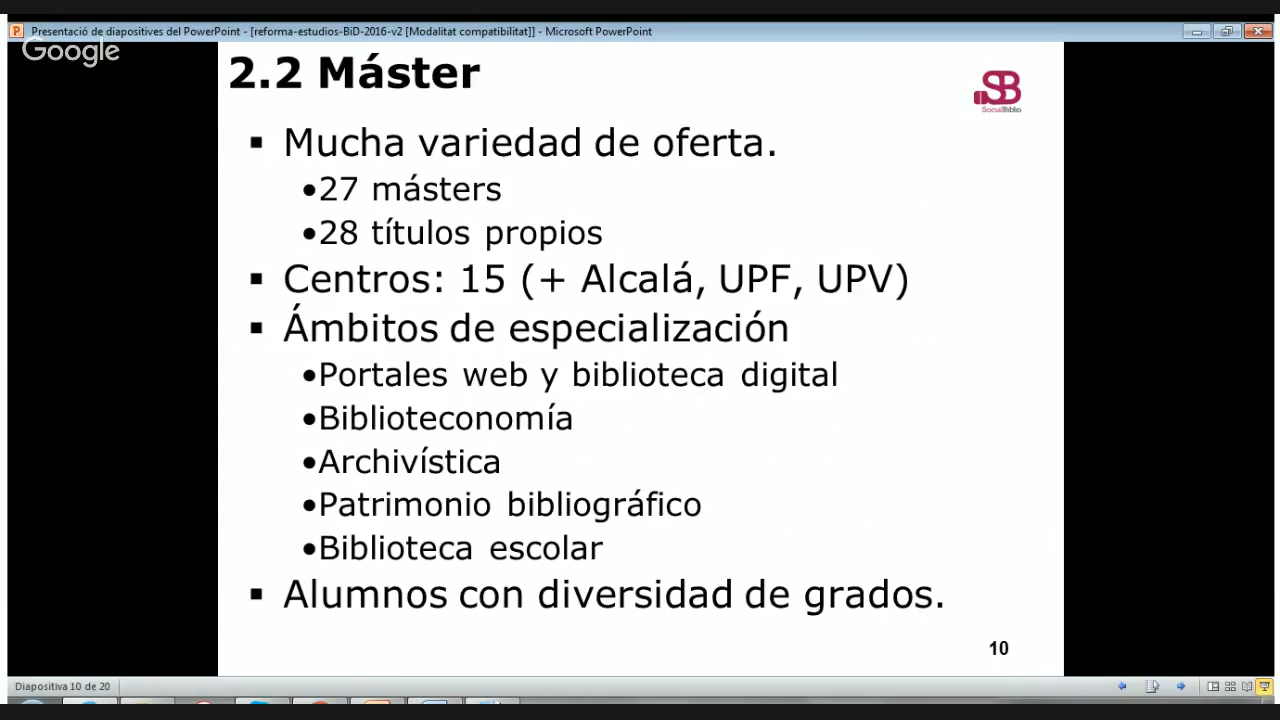 Presentació de diapositives del PowerPoint - [reforma-estudios-BiD-2016-v2 [Modalitat compatibilitat]] - Microsoft PowerPoint
Google
2.2 Máster
SB
SocialBiblio
▪ Mucha variedad de oferta.
•27 másters
•28 títulos propios
▪ Centros: 15 (+ Alcalá, UPF, UPV)
▪ Ámbitos de especialización
•Portales web y biblioteca digital
•Biblioteconomía
•Archivística
•Patrimonio bibliográfico
•Biblioteca escolar
▪ Alumnos con diversidad de grados.
10
Diapositiva 10 de 20